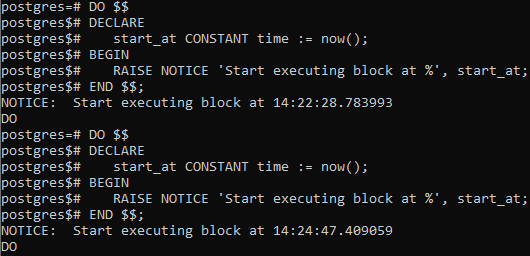 postgres=# DO $$
postgres$# DECLARE
postgres$#    start_at CONSTANT time := now();
postgres$# BEGIN
postgres$#    RAISE NOTICE 'Start executing block at %', start_at;
postgres$# END $$;
NOTICE:  Start executing block at 14:22:28.783993
DO
postgres=# DO $$
postgres$# DECLARE
postgres$#    start_at CONSTANT time := now();
postgres$# BEGIN
postgres$#    RAISE NOTICE 'Start executing block at %', start_at;
postgres$# END $$;
NOTICE:  Start executing block at 14:24:47.409059
DO